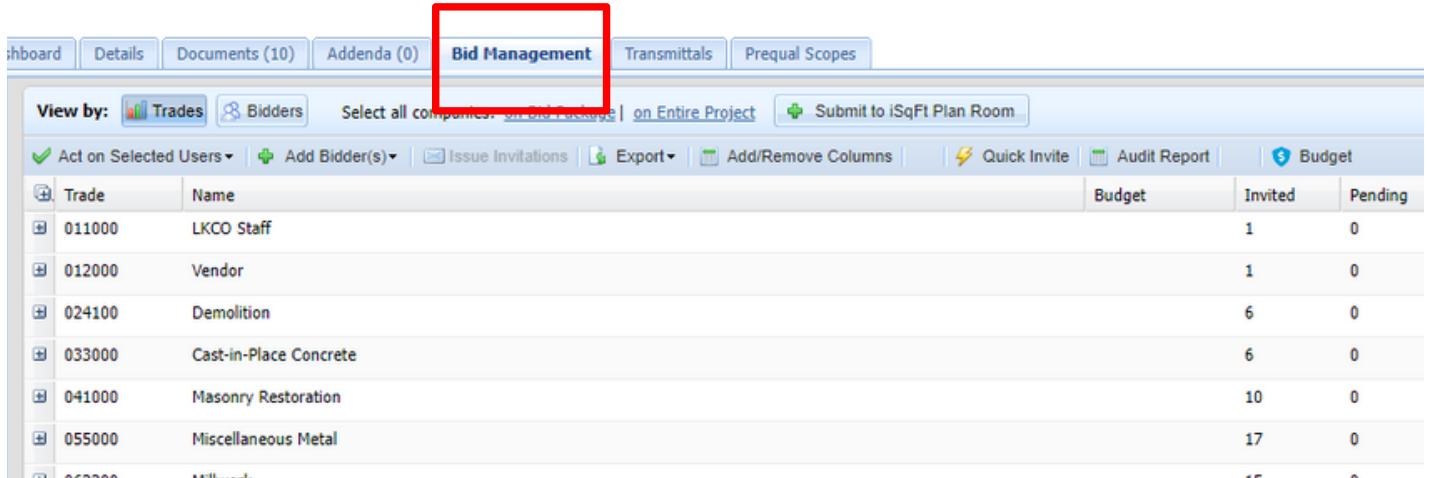 shboard Details Documents (10) Addenda (0) Bid Management Transmittals Prequal Scopes
View by: Trades Bidders Select all companies: on Bid Package | on Entire Project Submit to iSqFt Plan Room
Act on Selected Users Add Bidder(s) Issue Invitations Export Add/Remove Columns Quick Invite Audit Report Budget
Trade Name Budget Invited Pending
011000 LKCO Staff 1 0
012000 Vendor 1 0
024100 Demolition 6 0
033000 Cast-in-Place Concrete 6 0
041000 Masonry Restoration 10 0
055000 Miscellaneous Metal 17 0